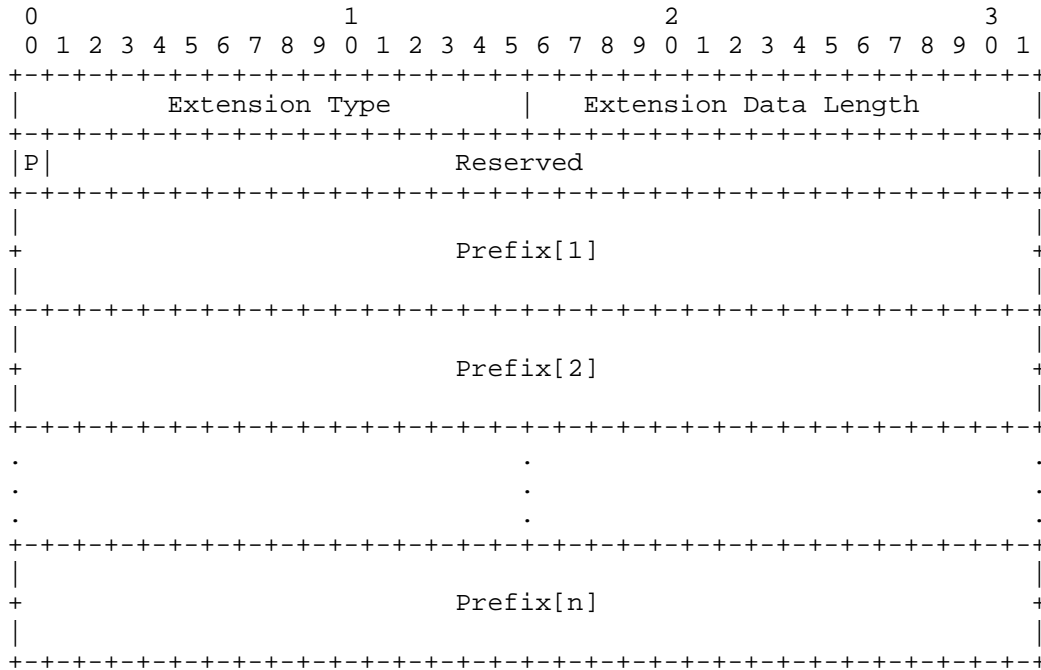 0                   1                   2                   3
 0 1 2 3 4 5 6 7 8 9 0 1 2 3 4 5 6 7 8 9 0 1 2 3 4 5 6 7 8 9 0 1
+-+-+-+-+-+-+-+-+-+-+-+-+-+-+-+-+-+-+-+-+-+-+-+-+-+-+-+-+-+-+-+-+
|         Extension Type        |   Extension Data Length       |
+-+-+-+-+-+-+-+-+-+-+-+-+-+-+-+-+-+-+-+-+-+-+-+-+-+-+-+-+-+-+-+-+
|P|                         Reserved                            |
+-+-+-+-+-+-+-+-+-+-+-+-+-+-+-+-+-+-+-+-+-+-+-+-+-+-+-+-+-+-+-+-+
|                                                               |
+                           Prefix[1]                           +
|                                                               |
+-+-+-+-+-+-+-+-+-+-+-+-+-+-+-+-+-+-+-+-+-+-+-+-+-+-+-+-+-+-+-+-+
|                                                               |
+                           Prefix[2]                           +
|                                                               |
+-+-+-+-+-+-+-+-+-+-+-+-+-+-+-+-+-+-+-+-+-+-+-+-+-+-+-+-+-+-+-+-+
.                               .                               .
.                               .                               .
.                               .                               .
+-+-+-+-+-+-+-+-+-+-+-+-+-+-+-+-+-+-+-+-+-+-+-+-+-+-+-+-+-+-+-+-+
|                                                               |
+                           Prefix[n]                           +
|                                                               |
+-+-+-+-+-+-+-+-+-+-+-+-+-+-+-+-+-+-+-+-+-+-+-+-+-+-+-+-+-+-+-+-+